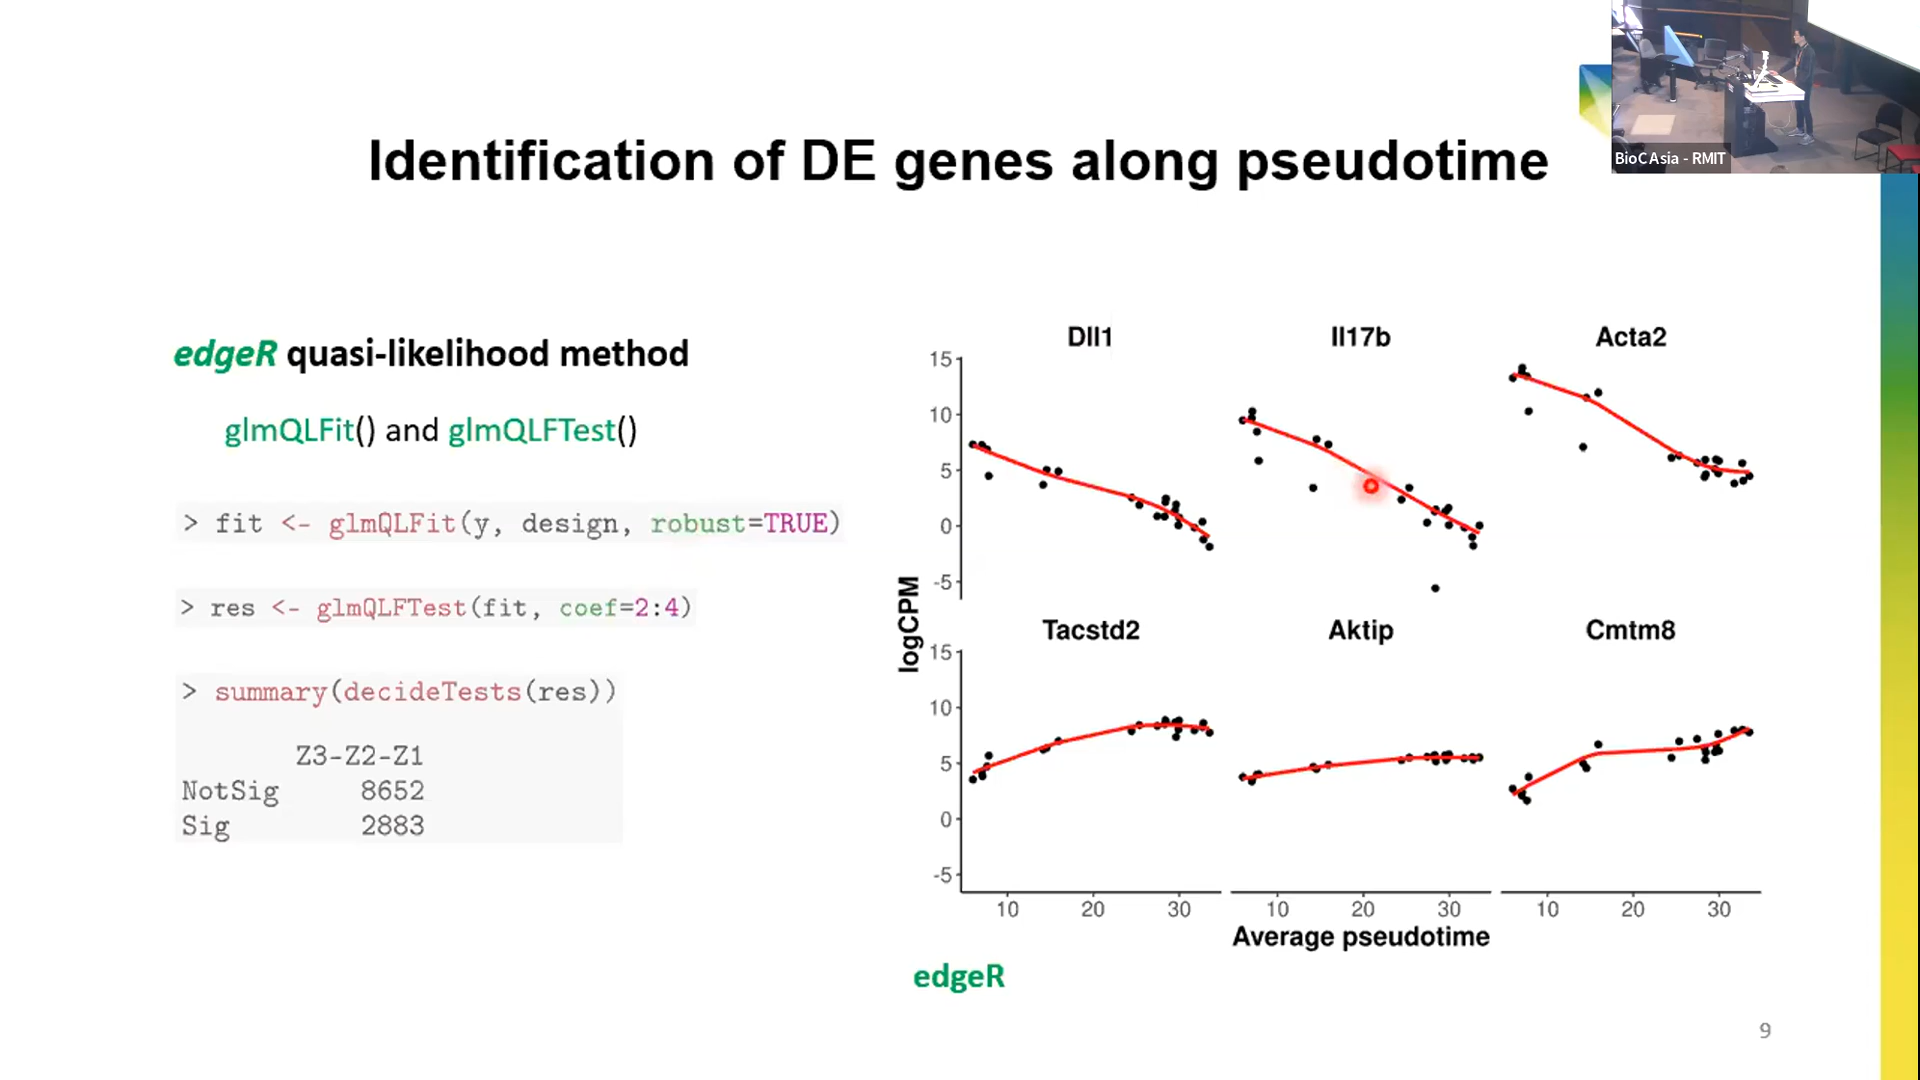 BioC Asia - RMIT
Identification of DE genes along pseudotime
edgeR quasi-likelihood method
glmQLFit() and glmQLFTest()
> fit <- glmQLFit(y, design, robust=TRUE)
> res <- glmQLFTest(fit, coef=2:4)
> summary(decideTests(res))
Z3-Z2-Z1
NotSig 8652
Sig 2883
Dll1 Il17b Acta2
15
10
5
0
-5
logCPM
Tacstd2 Aktip Cmtm8
15
10
5
0
-5
10 20 30 10 20 30 10 20 30
Average pseudotime
edgeR
9